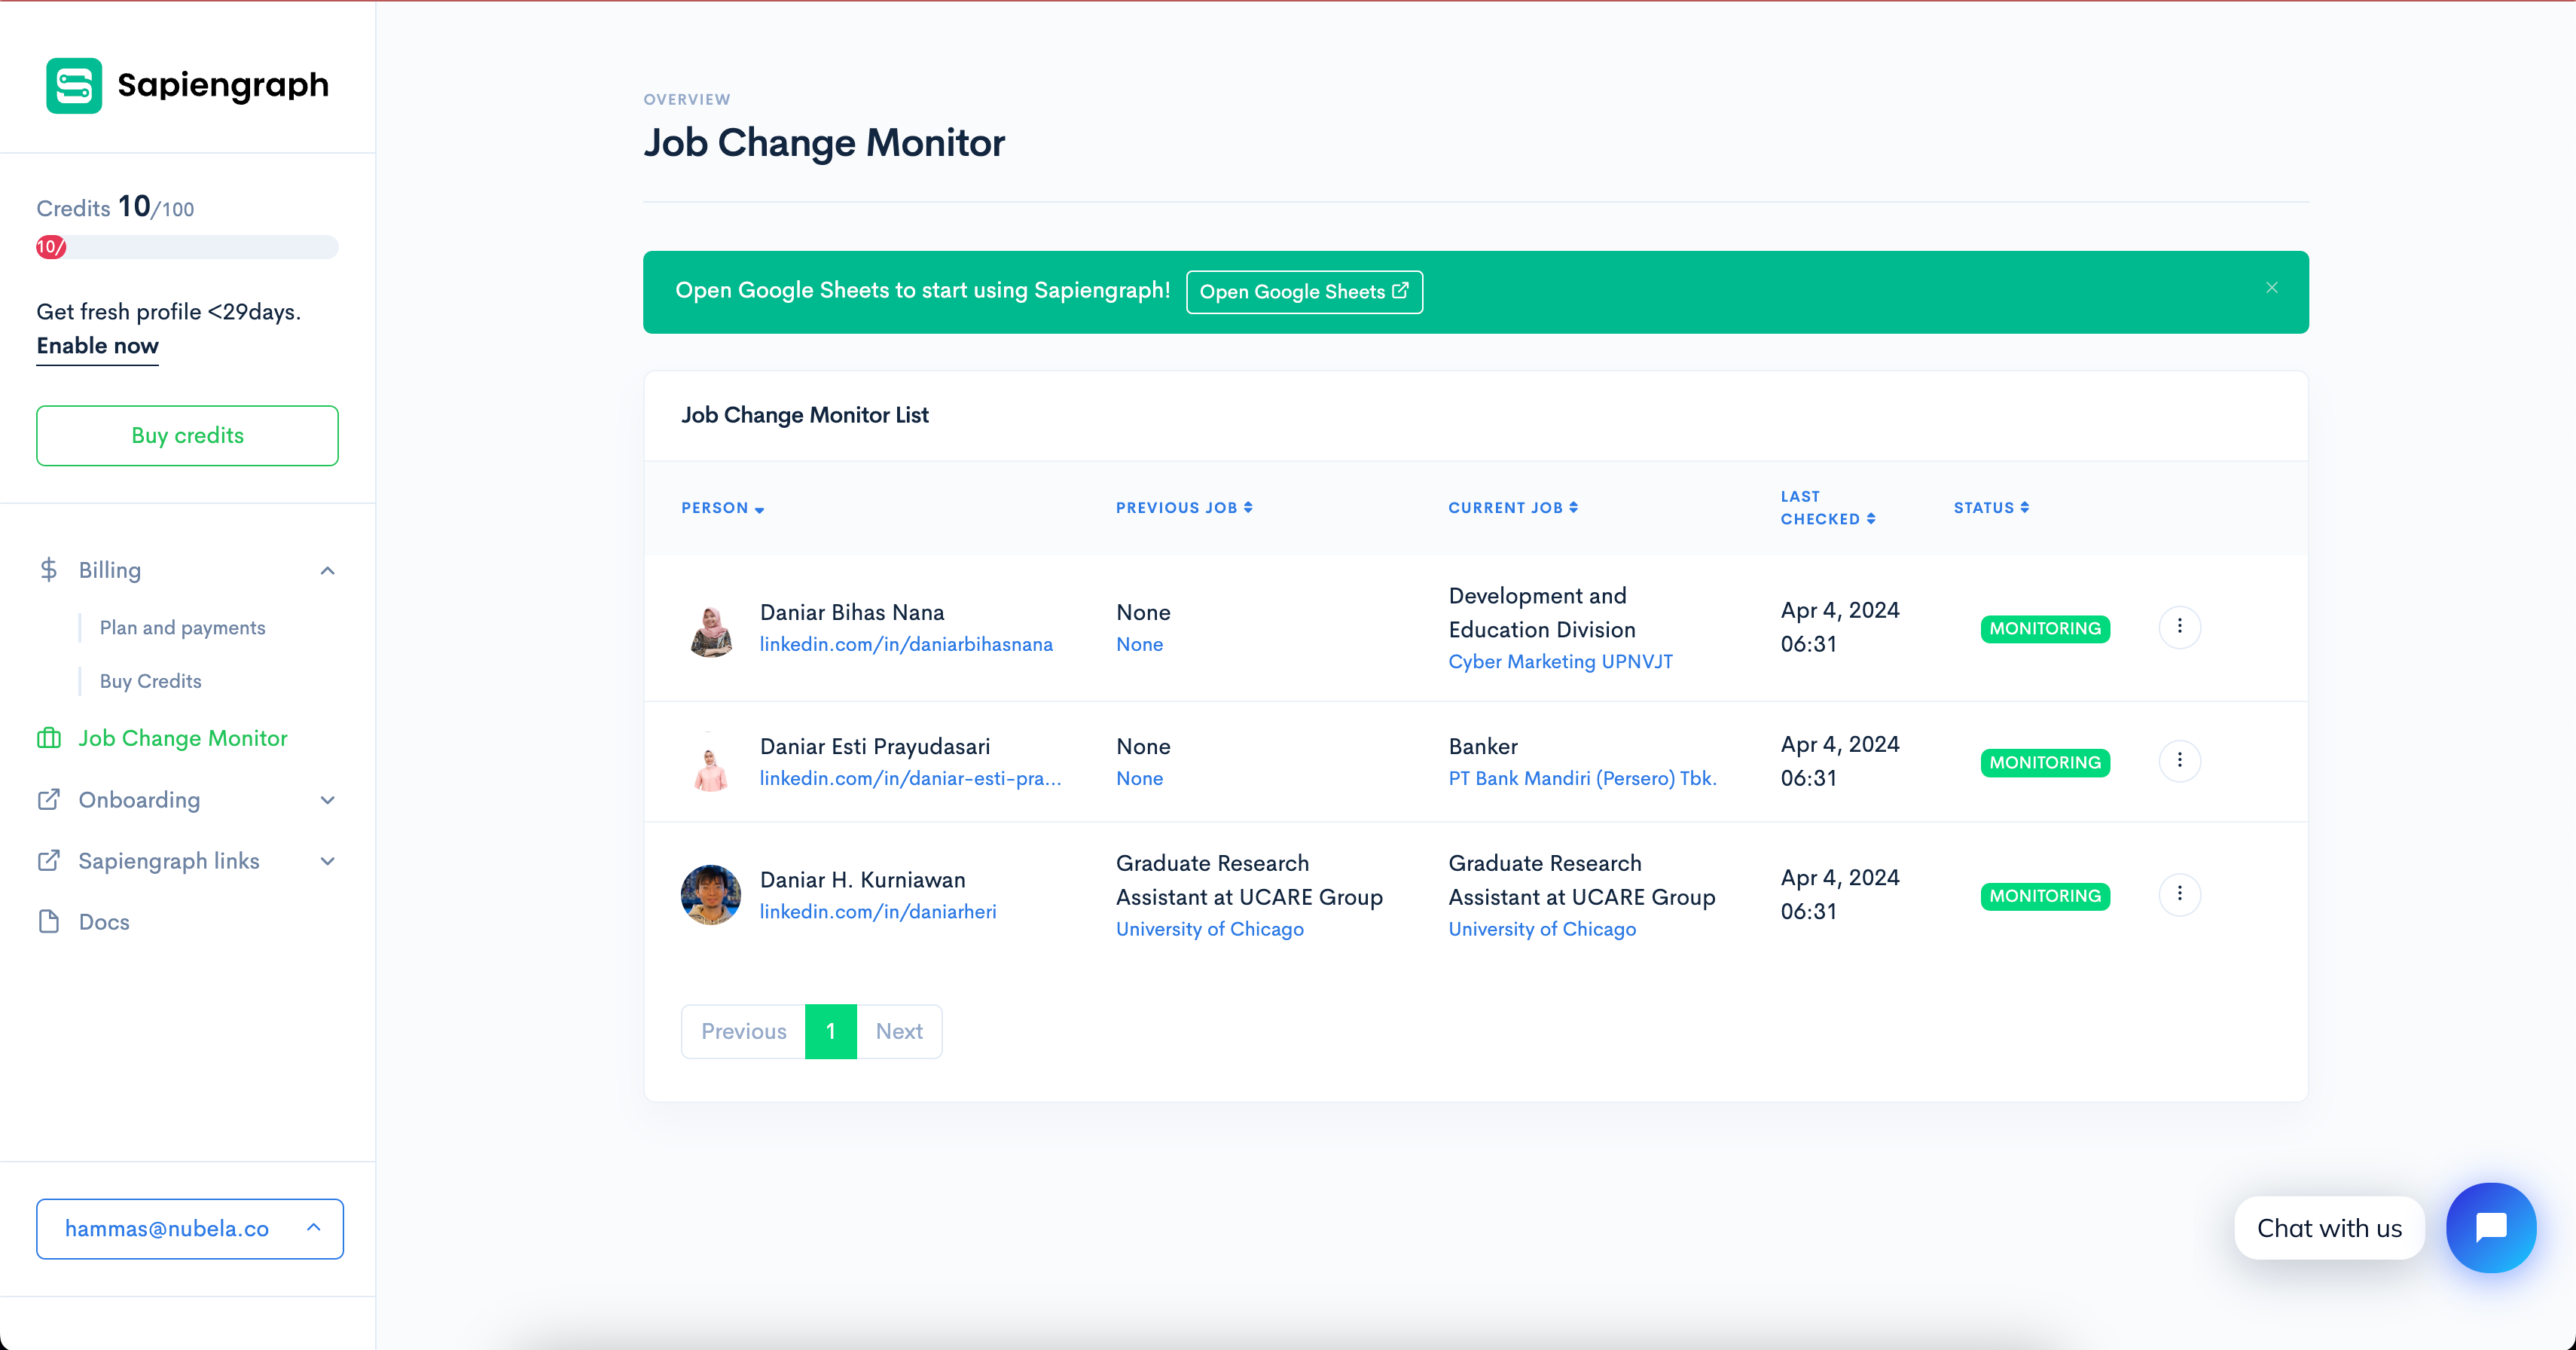 Sapiengraph
Credits 10/100
10/
Get fresh profile <29days.
Enable now
Buy credits
Billing
Plan and payments
Buy Credits
Job Change Monitor
Onboarding
Sapiengraph links
Docs
hammas@nubela.co
OVERVIEW
Job Change Monitor
Open Google Sheets to start using Sapiengraph! Open Google Sheets
Job Change Monitor List
PERSON PREVIOUS JOB CURRENT JOB LAST CHECKED STATUS
Daniar Bihas Nana
linkedin.com/in/daniarbihasnana
None
None
Development and
Education Division
Cyber Marketing UPNVJT
Apr 4, 2024
06:31
MONITORING
Daniar Esti Prayudasari
linkedin.com/in/daniar-esti-pra...
None
None
Banker
PT Bank Mandiri (Persero) Tbk.
Apr 4, 2024
06:31
MONITORING
Daniar H. Kurniawan
linkedin.com/in/daniarheri
Graduate Research
Assistant at UCARE Group
University of Chicago
Graduate Research
Assistant at UCARE Group
University of Chicago
Apr 4, 2024
06:31
MONITORING
Previous 1 Next
Chat with us